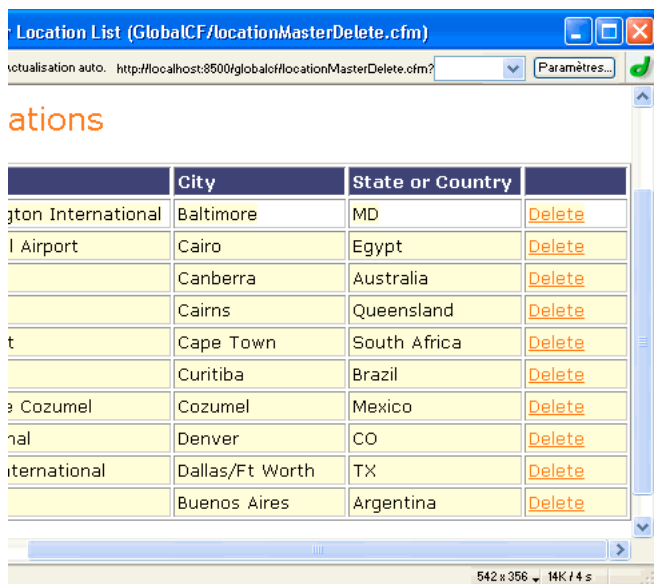 r Location List (GlobalCF/locationMasterDelete.cfm)
Actualisation auto. http://localhost:8500/globalcf/locationMasterDelete.cfm? Paramètres...
ations
City State or Country
gton International Baltimore MD Delete
l Airport Cairo Egypt Delete
Canberra Australia Delete
Cairns Queensland Delete
t Cape Town South Africa Delete
Curitiba Brazil Delete
e Cozumel Cozumel Mexico Delete
nal Denver CO Delete
nternational Dallas/Ft Worth TX Delete
Buenos Aires Argentina Delete
542 x 356 14K / 4 s